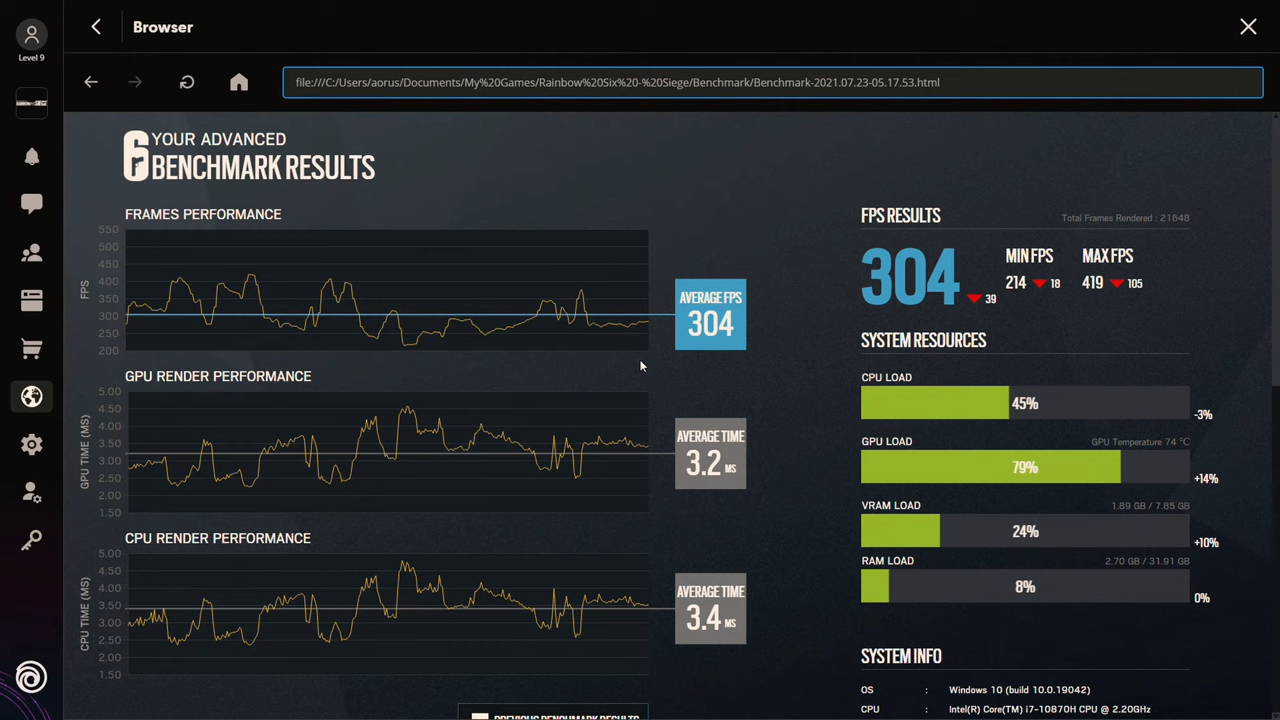 Browser
Level 9
file:///C:/Users/aorus/Documents/My%20Games/Rainbow%20Six%20-%20Siege/Benchmark/Benchmark-2021.07.23-05.17.53.html
6 YOUR ADVANCED
BENCHMARK RESULTS
FRAMES PERFORMANCE
550
500
450
400
350
300
250
200
FPS
AVERAGE FPS
304
GPU RENDER PERFORMANCE
5.00
4.50
4.00
3.50
3.00
2.50
2.00
1.50
GPU TIME (MS)
AVERAGE TIME
3.2 MS
CPU RENDER PERFORMANCE
5.00
4.50
4.00
3.50
3.00
2.50
2.00
1.50
CPU TIME (MS)
AVERAGE TIME
3.4 MS
PREVIOUS BENCHMARK RESULTS
FPS RESULTS
Total Frames Rendered : 21648
304 39
MIN FPS
214 18
MAX FPS
419 105
SYSTEM RESOURCES
CPU LOAD
45%
-3%
GPU LOAD
GPU Temperature 74 °C
79%
+14%
VRAM LOAD
1.89 GB / 7.85 GB
24%
+10%
RAM LOAD
2.70 GB / 31.91 GB
8%
0%
SYSTEM INFO
OS : Windows 10 (build 10.0.19042)
CPU : Intel(R) Core(TM) i7-10870H CPU @ 2.20GHz